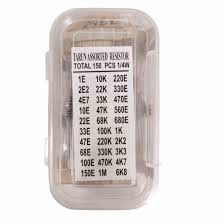 TARUN ASSORTED RESISTOR
TOTAL 150 PCS 1/4W
1E 10K 220E
2E2 22K 330E
4E7 33K 470E
10E 47K 560E
22E 68K 680E
33E 100K 1K
47E 220K 2K2
68E 330K 3K3
100E 470K 4K7
150E 1M 6K8